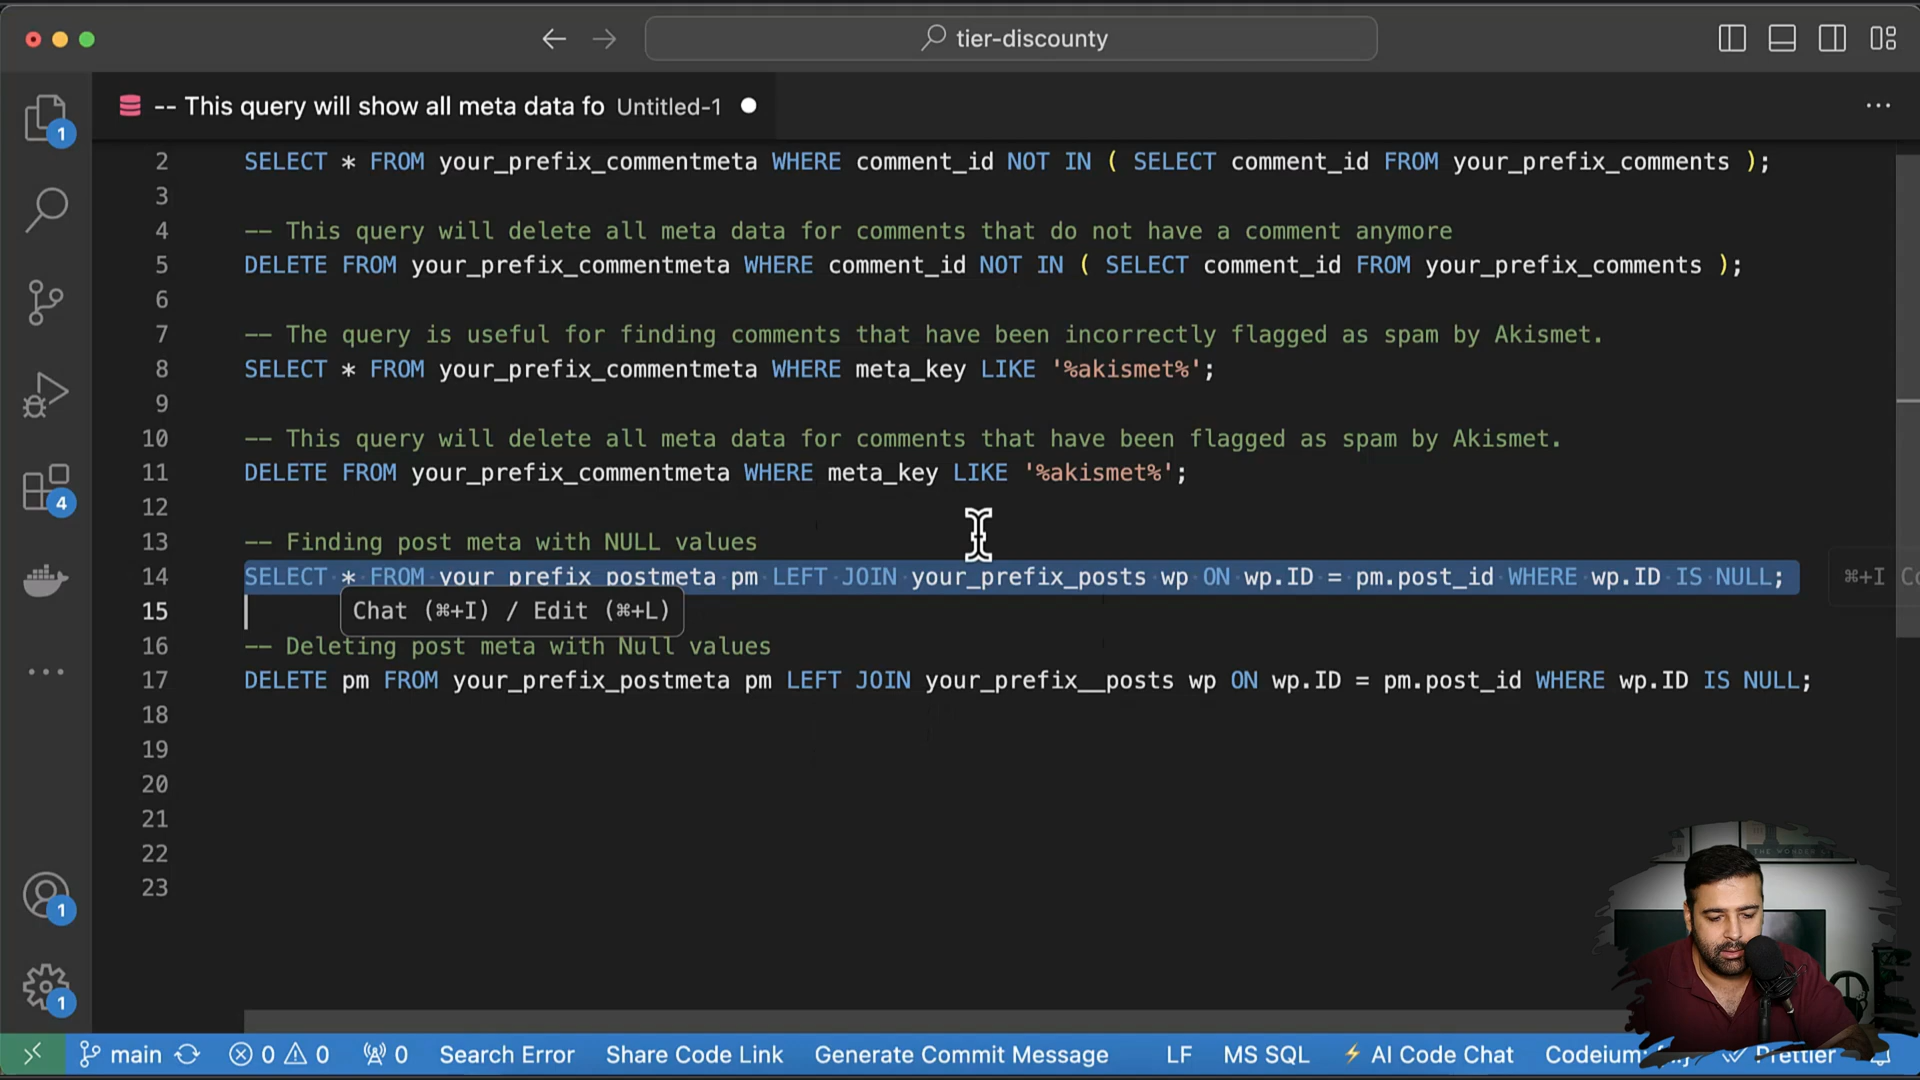 tier-discounty
-- This query will show all meta data fo Untitled-1
2 SELECT * FROM your_prefix_commentmeta WHERE comment_id NOT IN ( SELECT comment_id FROM your_prefix_comments );
3
4 -- This query will delete all meta data for comments that do not have a comment anymore
5 DELETE FROM your_prefix_commentmeta WHERE comment_id NOT IN ( SELECT comment_id FROM your_prefix_comments );
6
7 -- The query is useful for finding comments that have been incorrectly flagged as spam by Akismet.
8 SELECT * FROM your_prefix_commentmeta WHERE meta_key LIKE '%akismet%';
9
10 -- This query will delete all meta data for comments that have been flagged as spam by Akismet.
11 DELETE FROM your_prefix_commentmeta WHERE meta_key LIKE '%akismet%';
12
13 -- Finding post meta with NULL values
14 SELECT * FROM your_prefix_postmeta pm LEFT JOIN your_prefix_posts wp ON wp.ID = pm.post_id WHERE wp.ID IS NULL; ⌘+I Co
15
Chat (⌘+I) / Edit (⌘+L)
16 -- Deleting post meta with Null values
17 DELETE pm FROM your_prefix_postmeta pm LEFT JOIN your_prefix__posts wp ON wp.ID = pm.post_id WHERE wp.ID IS NULL;
18
19
20
21
22
23
1
4
1
1
THE WONDER
main 0 0 0 Search Error Share Code Link Generate Commit Message LF MS SQL AI Code Chat Codeium: Prettier